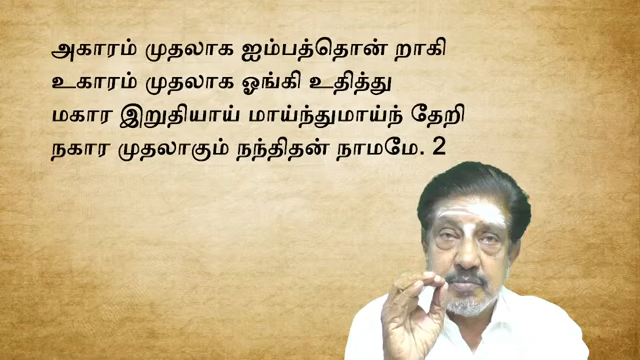 அகாரம் முதலாக ஐம்பத்தொன் றாகி
உகாரம் முதலாக ஓங்கி உதித்து
மகார இறுதியாய் மாய்ந்துமாய்ந் தேறி
நகார முதலாகும் நந்திதன் நாமமே. 2